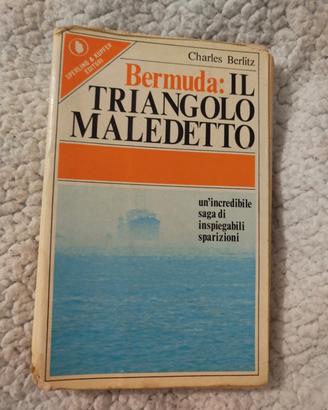 SPERLING & KUPFER
EDITORI
Charles Berlitz
Bermuda: IL
TRIANGOLO
MALEDETTO
un'incredibile
saga di
inspiegabili
sparizioni